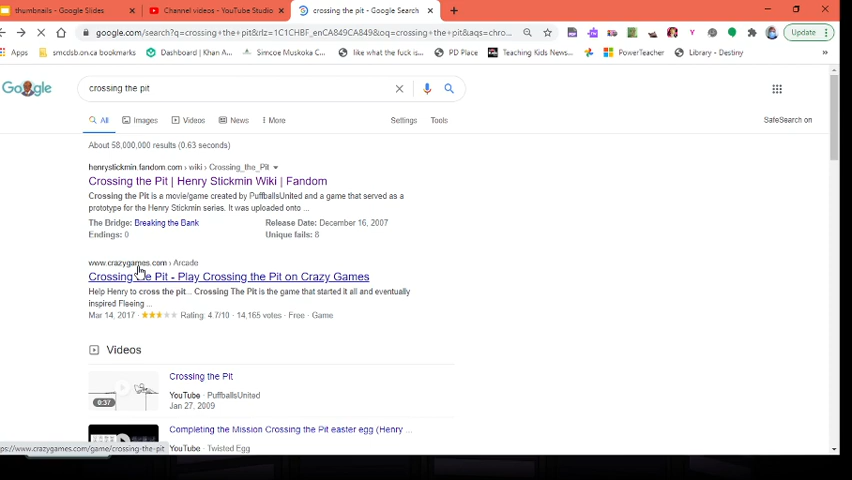 thumbnails - Google Slides
Channel videos - YouTube Studio
crossing the pit - Google Search
google.com/search?q=crossing+the+pit&rlz=1C1CHBF_enCA849CA849&oq=crossing+the+pit&aqs=chro...
Update
Apps
smcdsb.on.ca bookmarks
Dashboard | Khan A...
Simcoe Muskoka C...
like what the fuck is...
PD Place
Teaching Kids News...
PowerTeacher
Library - Destiny
Google
crossing the pit
All
Images
Videos
News
More
Settings
Tools
SafeSearch on
About 58,000,000 results (0.63 seconds)
henrystickmin.fandom.com › wiki › Crossing_the_Pit
Crossing the Pit | Henry Stickmin Wiki | Fandom
Crossing the Pit is a movie/game created by PuffballsUnited and a game that served as a
prototype for the Henry Stickmin series. It was uploaded onto ...
The Bridge: Breaking the Bank
Release Date: December 16, 2007
Endings: 0
Unique fails: 8
www.crazygames.com › Arcade
Crossing the Pit - Play Crossing the Pit on Crazy Games
Help Henry to cross the pit... Crossing The Pit is the game that started it all and eventually
inspired Fleeing ...
Mar 14, 2017 · Rating: 4.7/10 · 14,165 votes · Free · Game
Videos
Crossing the Pit
YouTube · PuffballsUnited
Jan 27, 2009
0:37
Completing the Mission Crossing the Pit easter egg (Henry ...
YouTube · Twisted Egg
ps://www.crazygames.com/game/crossing-the-pit